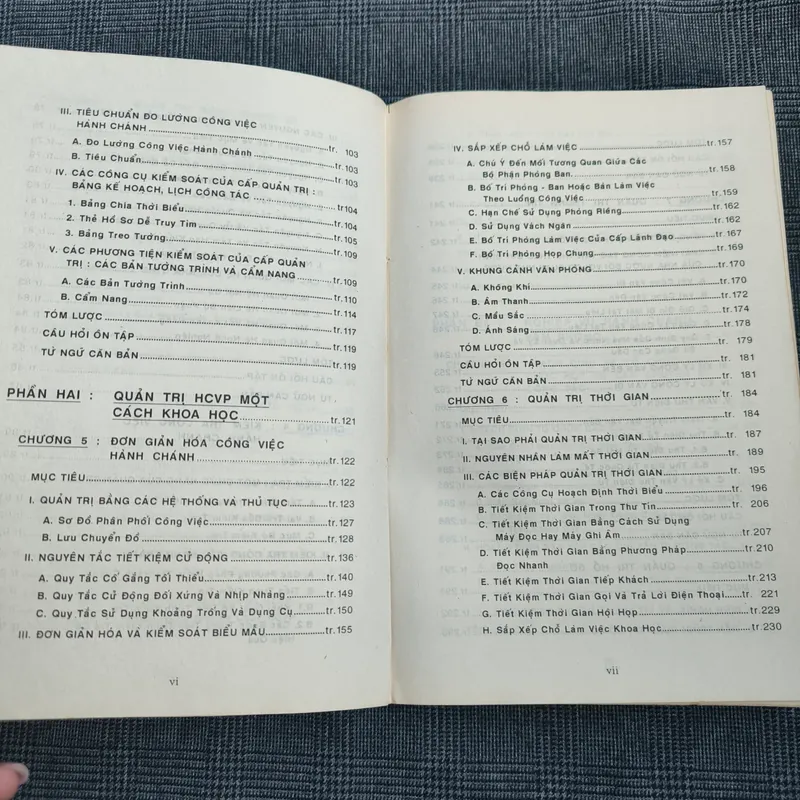 III. TIÊU CHUẨN ĐO LƯỜNG CÔNG VIỆC
HÀNH CHÁNH tr. 103
A. Đo Lường Công Việc Hành Chánh tr.103
B. Tiêu Chuẩn tr.103
IV. CÁC CÔNG CỤ KIỂM SOÁT CỦA CẤP QUẢN TRỊ :
BẢNG KẾ HOẠCH, LỊCH CÔNG TÁC tr104
1. Bảng Chia Thời Biểu tr.104
2. Thẻ Hồ Sơ Dễ Truy Tìm tr.105
3. Bảng Treo Tường tr.109
V. CÁC PHƯƠNG TIỆN KIỂM SOÁT CỦA CẤP QUẢN
TRỊ : CÁC BẢN TƯỜNG TRÌNH VÀ CẨM NANG tr.109
A. Các Bản Tường Trình tr.110
B. Cẩm Nang tr.114
TÓM LƯỢC tr.117
CÂU HỎI ÔN TẬP tr.119
TỪ NGỮ CĂN BẢN tr.119
PHẦN HAI : QUẢN TRỊ HCVP MỘT
CÁCH KHOA HỌC tr.121
CHƯƠNG 5 : ĐƠN GIẢN HÓA CÔNG VIỆC
HÀNH CHÁNH tr.122
MỤC TIÊU tr.122
I. QUẢN TRỊ BẰNG CÁC HỆ THỐNG VÀ THỦ TỤC tr.123
A. Sơ Đồ Phân Phối Công Việc tr.127
B. Lưu Chuyển Đồ tr.128
II. NGUYÊN TẮC TIẾT KIỆM CỬ ĐỘNG tr.136
A. Quy Tắc Cố Gắng Tối Thiểu tr.140
B. Quy Tắc Cử Động Đối Xứng và Nhịp Nhàng tr.149
C. Quy Tắc Sử Dụng Khoảng Trống và Dụng Cụ tr.150
III. ĐƠN GIẢN HÓA VÀ KIỂM SOÁT BIỂU MẪU tr.155
vi
IV. SẮP XẾP CHỖ LÀM VIỆC tr.157
A. Chú Ý Đến Mối Tương Quan Giữa Các
Bộ Phận Phòng Ban tr.158
B. Bố Trí Phòng - Ban Hoặc Bàn Làm Việc
Theo Luồng Công Việc tr.159
C. Hạn Chế Sử Dụng Phòng Riêng tr.162
D. Sử Dụng Vách Ngăn tr.162
E. Bố Trí Phòng Làm Việc Của Cấp Lãnh Đạo tr.167
F. Bố Trí Phòng Họp Chung tr.169
V. KHUNG CẢNH VĂN PHÒNG tr.170
A. Không Khí tr.170
B. Âm Thanh tr.172
C. Mầu Sắc tr.174
D. Ánh Sáng tr.178
TÓM LƯỢC tr. 179
CÂU HỎI ÔN TẬP tr. 181
TỪ NGỮ CĂN BẢN tr.181
CHƯƠNG 6 : QUẢN TRỊ THỜI GIAN tr.184
MỤC TIÊU tr. 184
I. TẠI SAO PHẢI QUẢN TRỊ THỜI GIAN tr. 187
II. NGUYÊN NHÂN LÀM MẤT THỜI GIAN tr. 189
III. CÁC BIỆN PHÁP QUẢN TRỊ THỜI GIAN tr. 195
A. Các Công Cụ Hoạch Định Thời Biểu tr. 196
B. Tiết Kiệm Thời Gian Trong Thư Tín tr. 206
C. Tiết Kiệm Thời Gian Bằng Cách Sử Dụng
Máy Đọc Hay Máy Ghi Âm tr.207
D. Tiết Kiệm Thời Gian Bằng Phương Pháp
Đọc Nhanh tr.210
E. Tiết Kiệm Thời Gian Tiếp Khách tr.213
F. Tiết Kiệm Thời Gian Gọi Và Trả Lời Điện Thoại tr. 221
G. Tiết Kiệm Thời Gian Hội Họp tr.229
H. Sắp Xếp Chỗ Làm Việc Khoa Học tr.230
vii